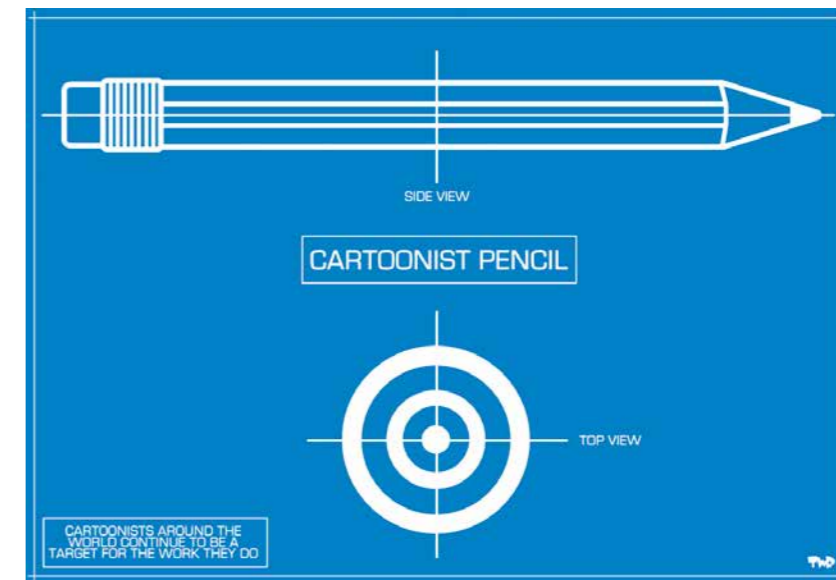 SIDE VIEW
CARTOONIST PENCIL
TOP VIEW
CARTOONISTS AROUND THE
WORLD CONTINUE TO BE A
TARGET FOR THE WORK THEY DO